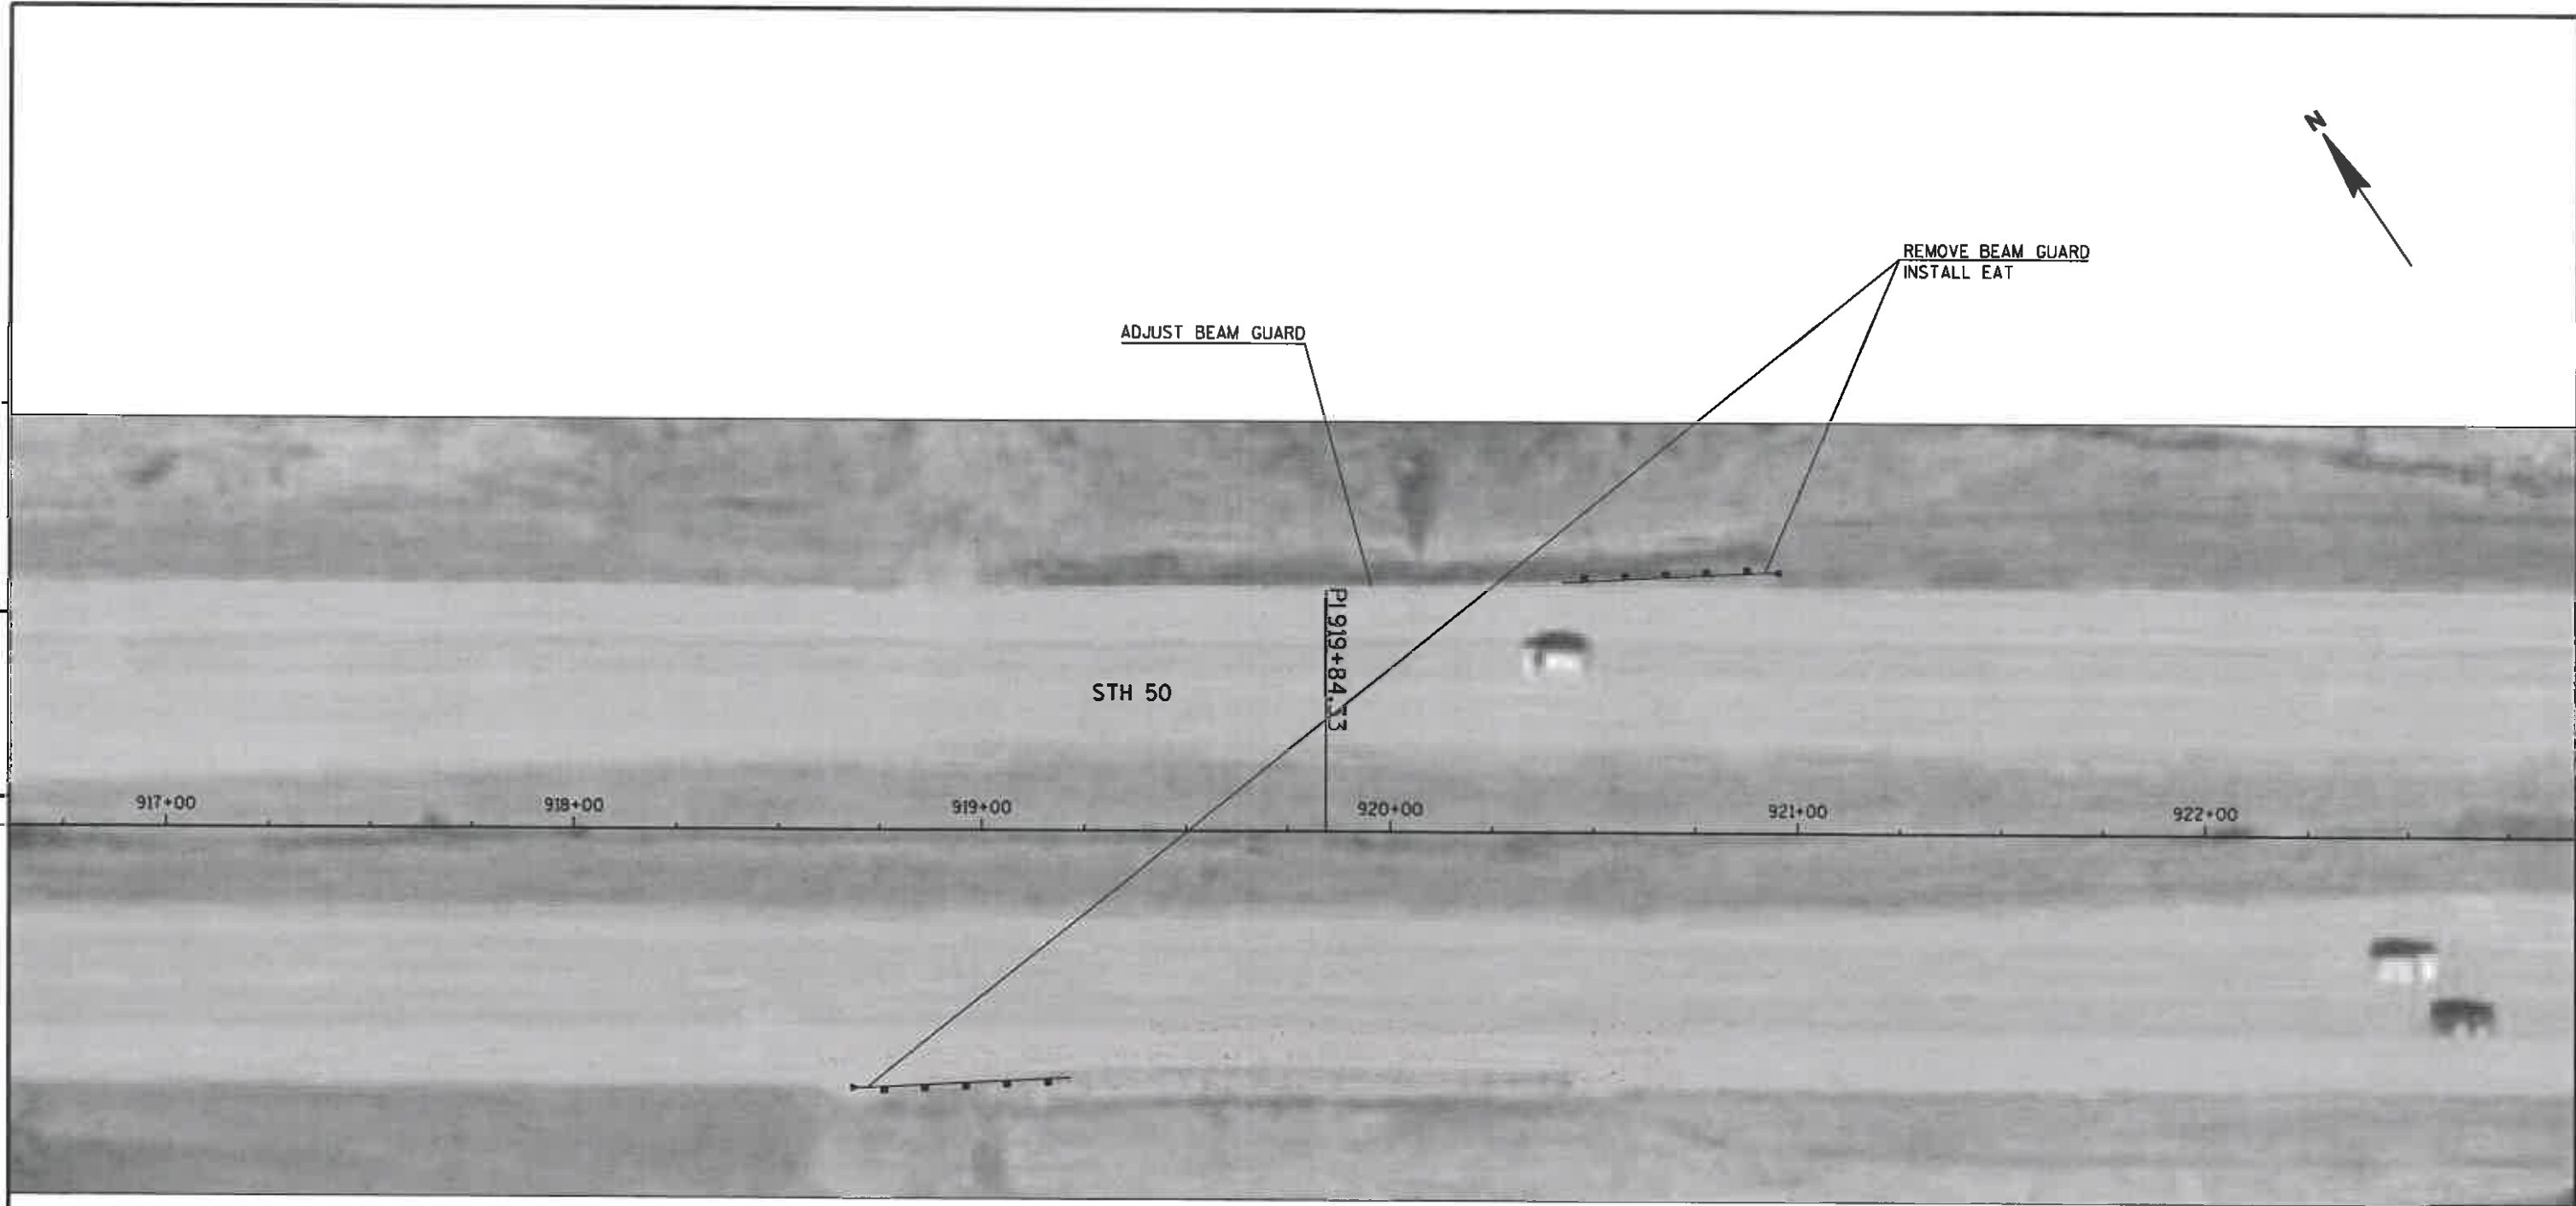 N
REMOVE BEAM GUARD
INSTALL EAT
ADJUST BEAM GUARD
PI 919+84.33
STH 50
917+00
918+00
919+00
920+00
921+00
922+00